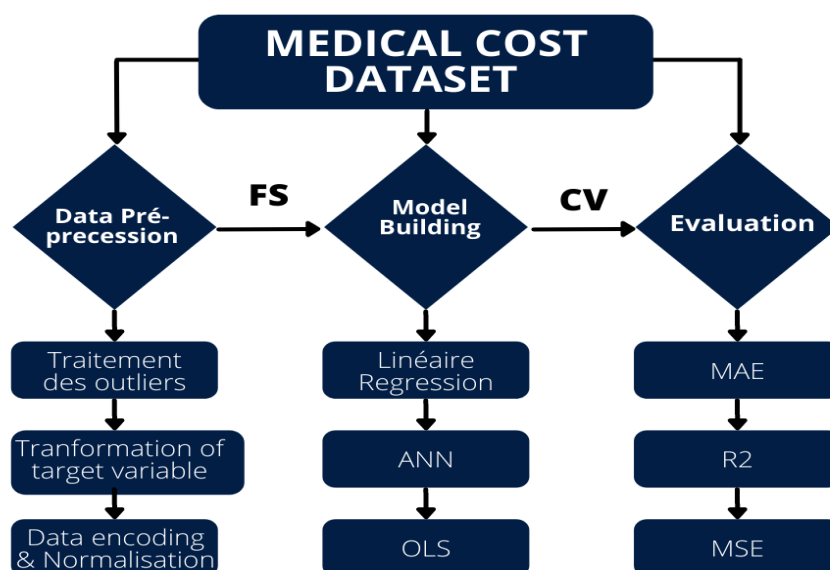 MEDICAL COST
DATASET
FS
CV
Data Pré-
precession
Model
Building
Evaluation
Traitement
des outliers
Linéaire
Regression
MAE
Tranformation of
target variable
ANN
R2
Data encoding
& Normalisation
OLS
MSE